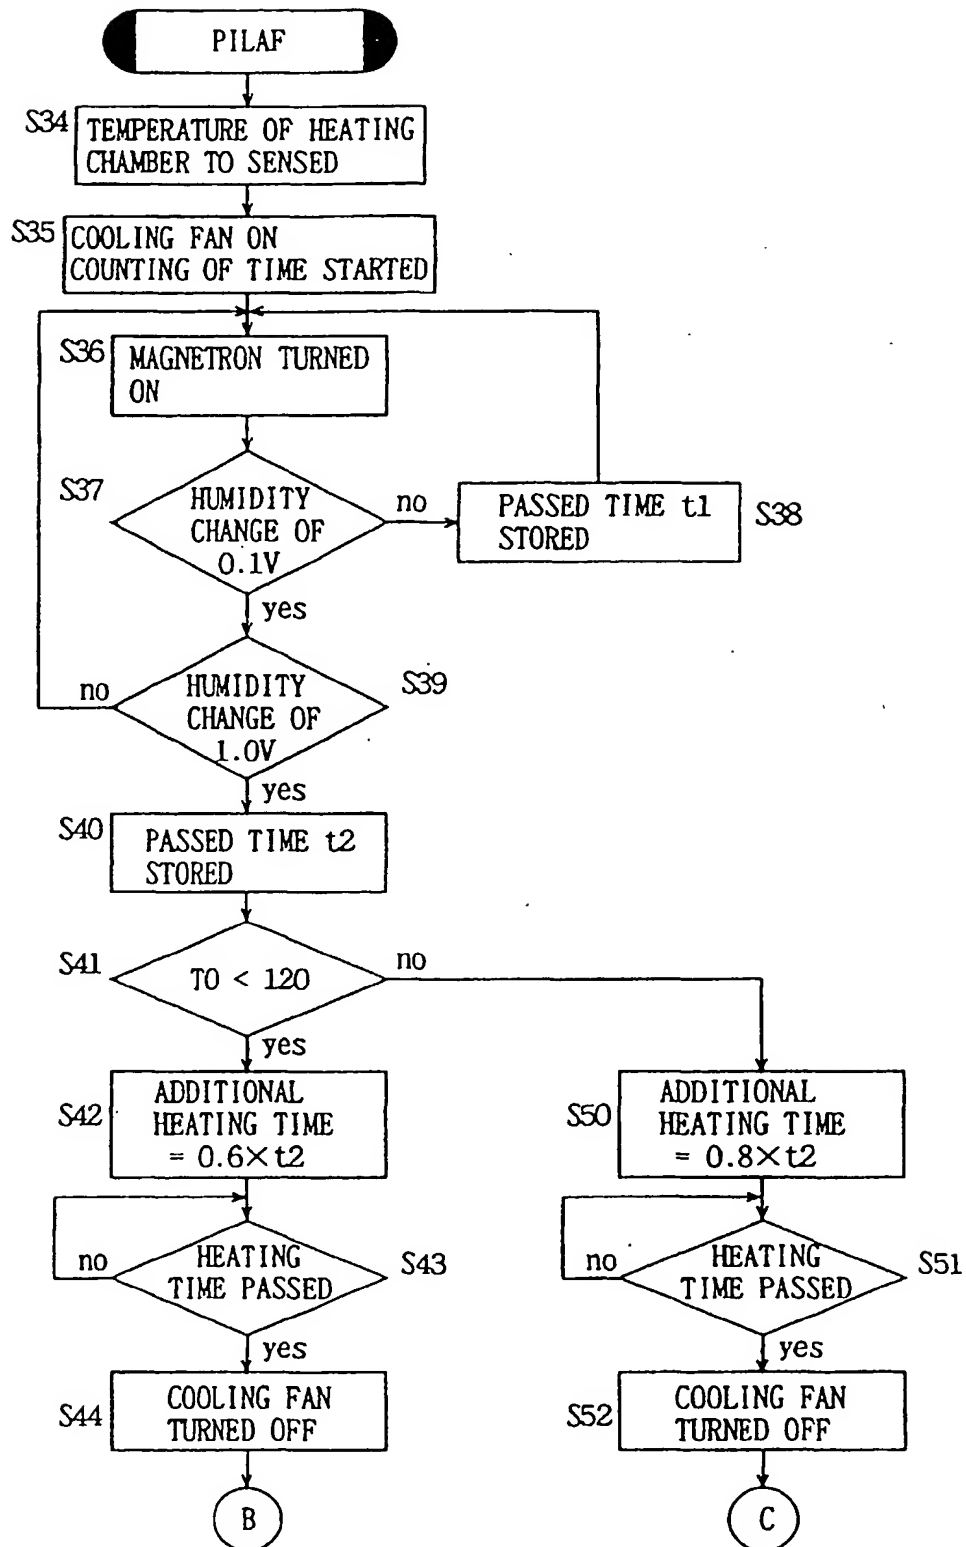 PILAF
S34
TEMPERATURE OF HEATING
CHAMBER TO SENSED
S35
COOLING FAN ON
COUNTING OF TIME STARTED
S36
MAGNETRON TURNED
ON
S37
HUMIDITY
CHANGE OF
0.1V
no
PASSED TIME t1
STORED
S38
yes
no
HUMIDITY
CHANGE OF
1.0V
S39
yes
S40
PASSED TIME t2
STORED
S41
TO < 120
no
yes
S42
ADDITIONAL
HEATING TIME
= 0.6×t2
S50
ADDITIONAL
HEATING TIME
= 0.8×t2
no
HEATING
TIME PASSED
S43
no
HEATING
TIME PASSED
S51
yes
yes
S44
COOLING FAN
TURNED OFF
S52
COOLING FAN
TURNED OFF
B
C